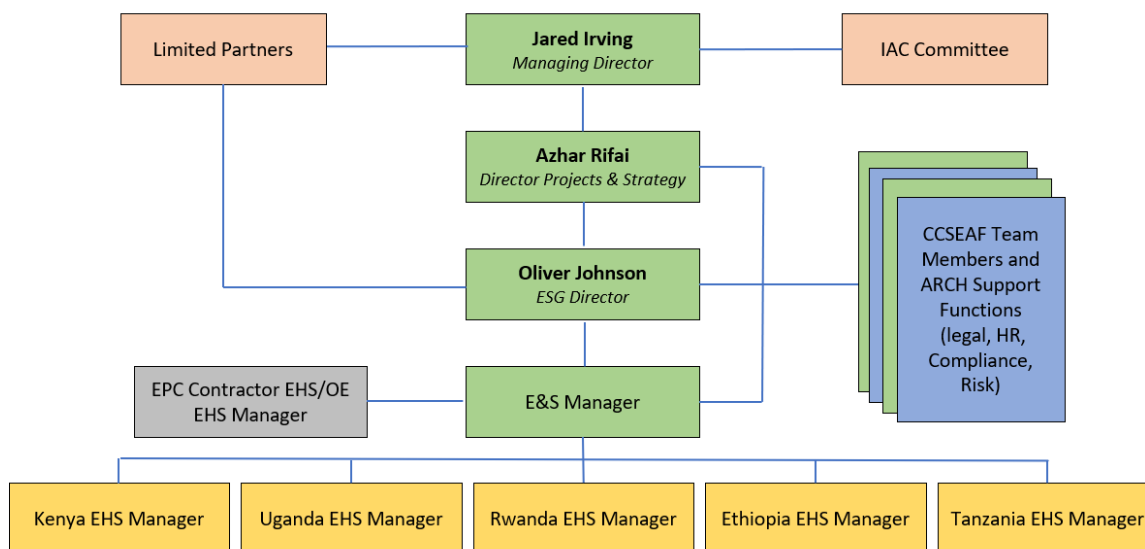 Limited Partners
Jared Irving
Managing Director
IAC Committee
Azhar Rifai
Director Projects & Strategy
Oliver Johnson
ESG Director
CCSEAF Team
Members and
ARCH Support
Functions
(legal, HR,
Compliance,
Risk)
EPC Contractor EHS/OE
EHS Manager
E&S Manager
Kenya EHS Manager
Uganda EHS Manager
Rwanda EHS Manager
Ethiopia EHS Manager
Tanzania EHS Manager